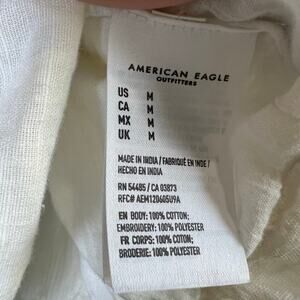 AMERICAN EAGLE
OUTFITTERS
US M
CA M
MX M
UK M
MADE IN INDIA / FABRIQUÉ EN INDE /
HECHO EN INDIA
RN 54485 / CA 03873
RFC# AEM120605U9A
EN BODY: 100% COTTON;
EMBROIDERY: 100% POLYESTER
FR CORPS: 100% COTON;
BRODERIE: 100% POLYESTER